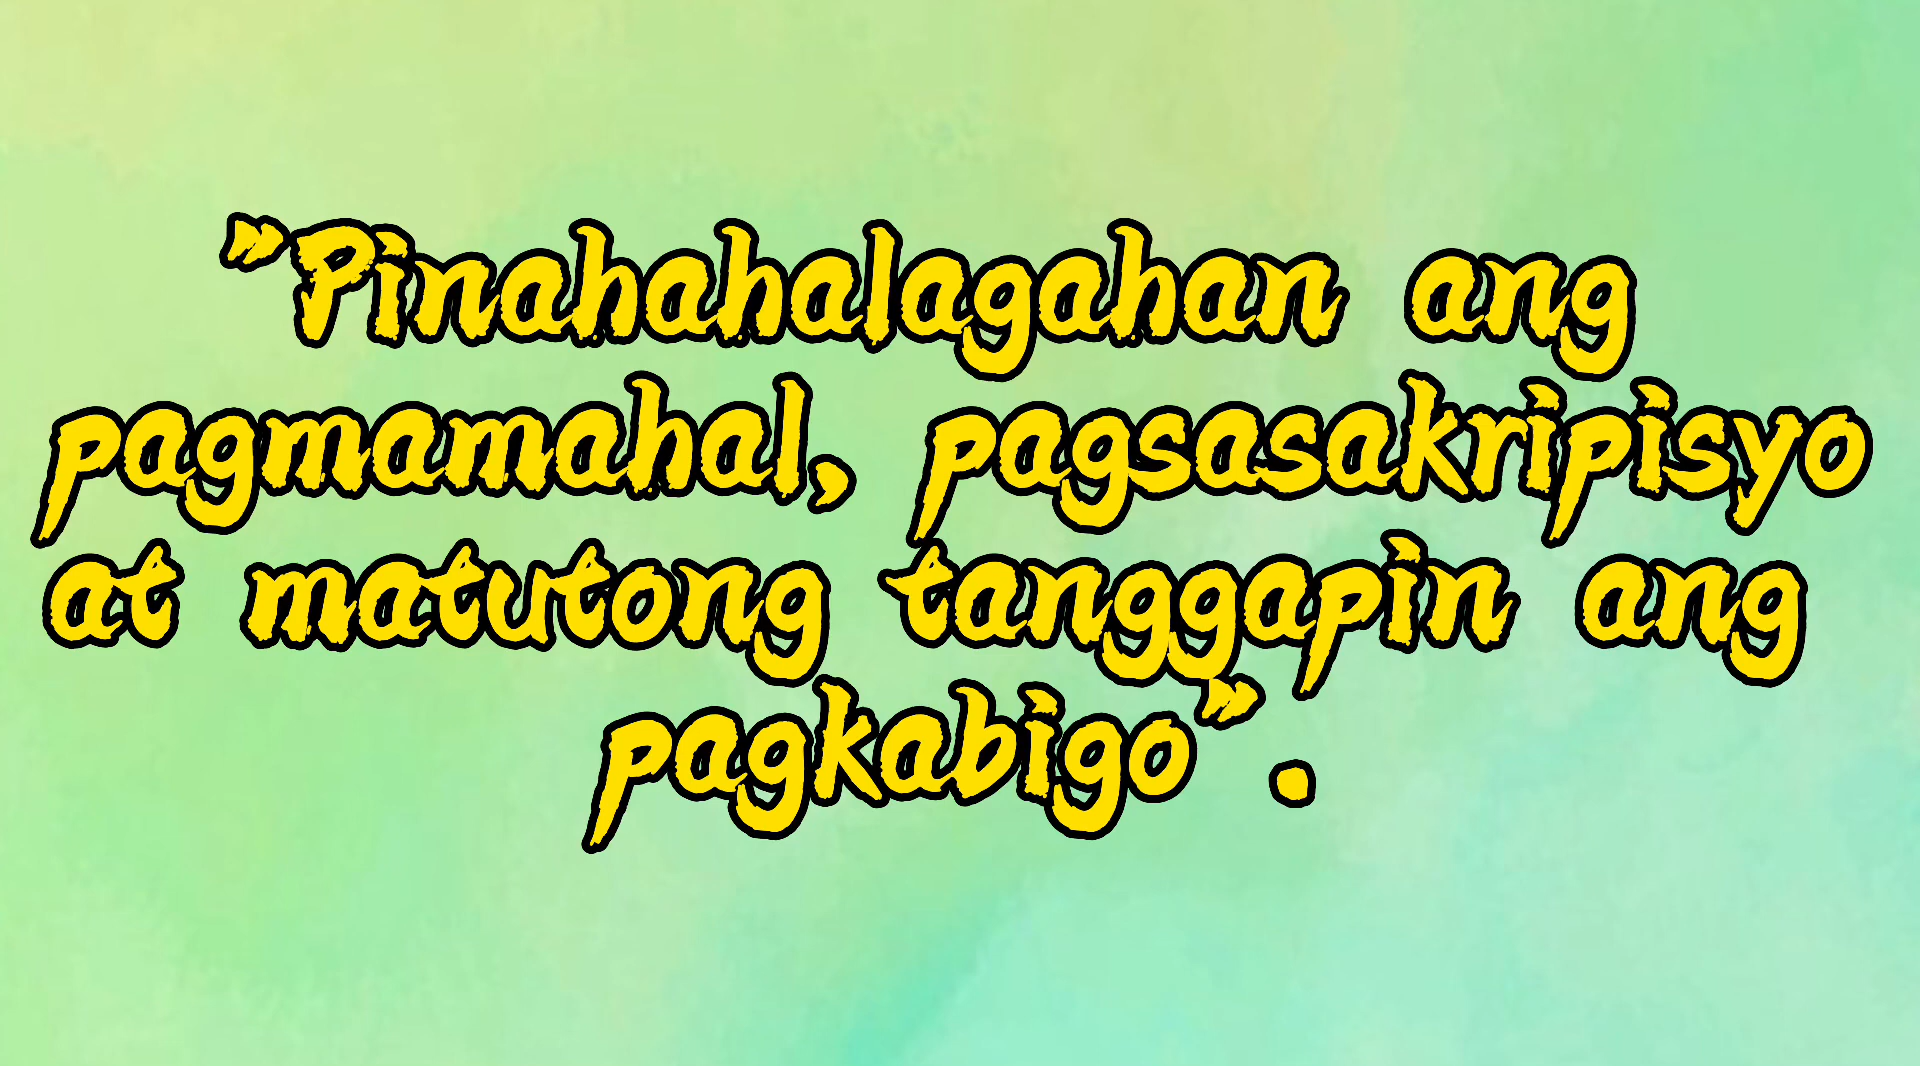 "Pinahahalagahan ang
pagmamahal, pagsasakripisyo
at matutong tanggapin ang
pagkabigo".